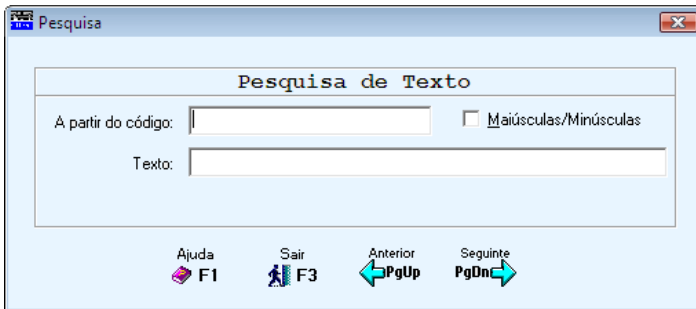 Pesquisa
Pesquisa de Texto
A partir do código:
Maiúsculas/Minúsculas
Texto:
Ajuda Sair Anterior Seguinte
F1 F3 PgUp PgDn